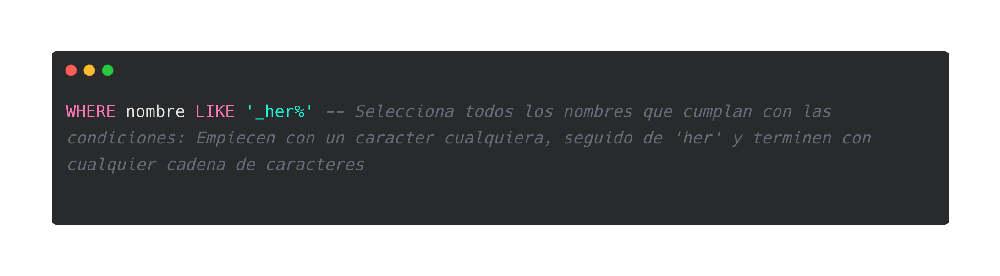 WHERE nombre LIKE '_her%' -- Selecciona todos los nombres que cumplan con las
condiciones: Empiecen con un caracter cualquiera, seguido de 'her' y terminen con
cualquier cadena de caracteres